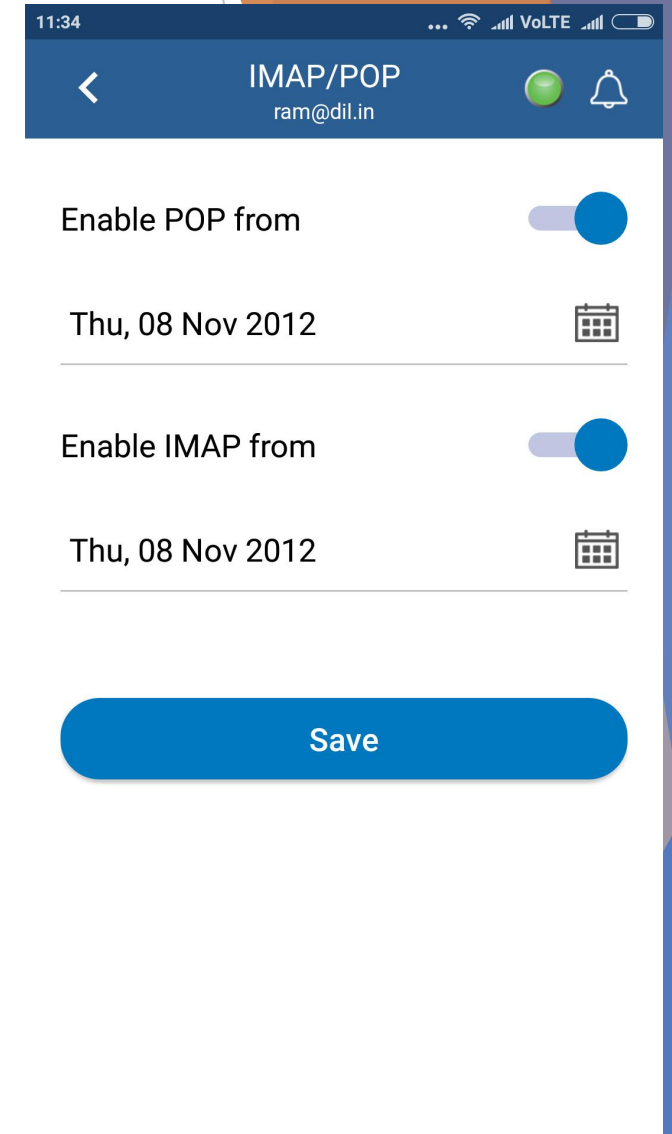 11:34 ... VoLTE
IMAP/POP
ram@dil.in
Enable POP from
Thu, 08 Nov 2012
Enable IMAP from
Thu, 08 Nov 2012
Save